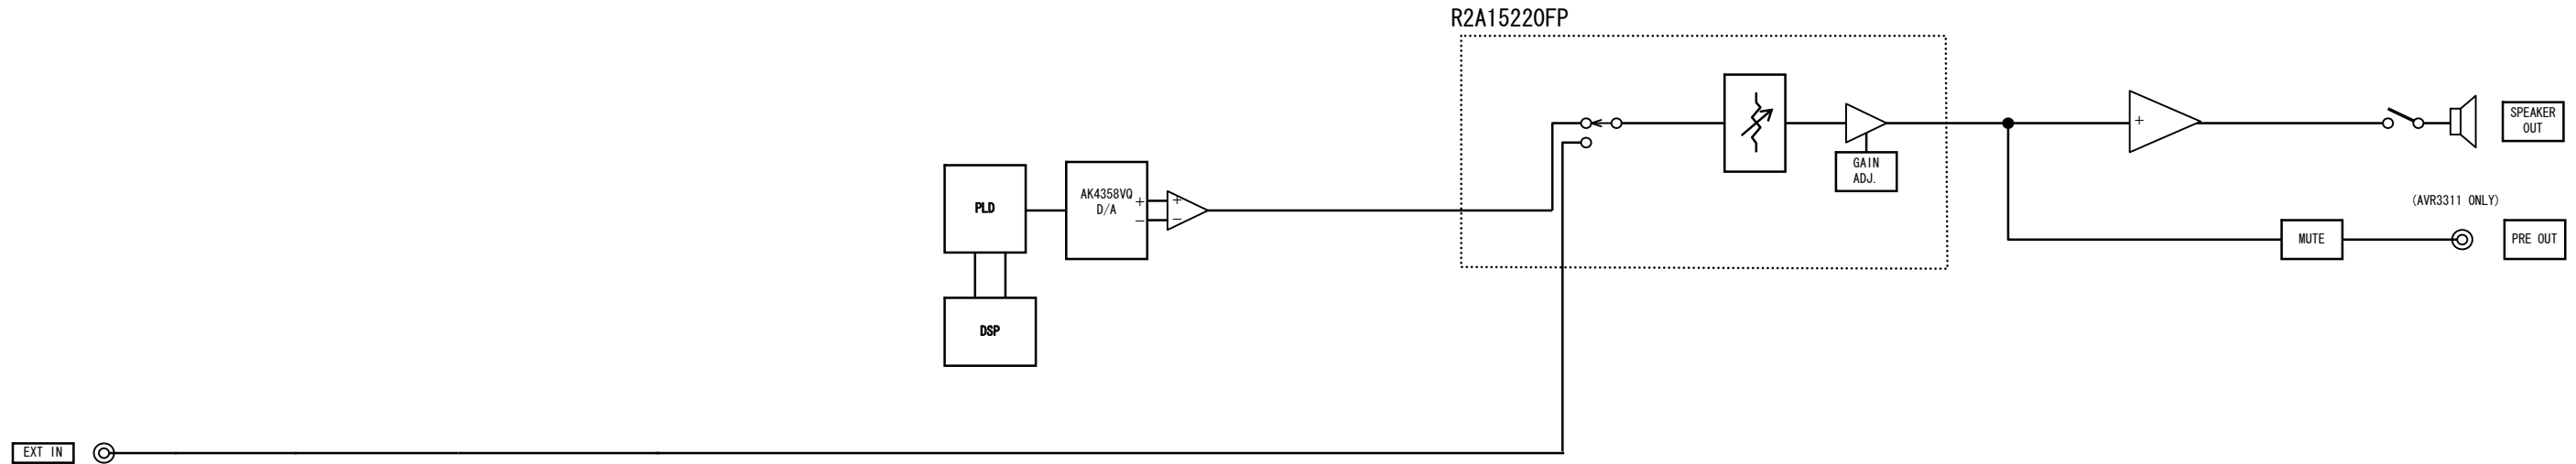 R2A15220FP
SPEAKER
OUT
+
GAIN
ADJ.
PLD
AK4358VQ
D/A
+
−
+
−
(AVR3311 ONLY)
MUTE
PRE OUT
DSP
EXT IN